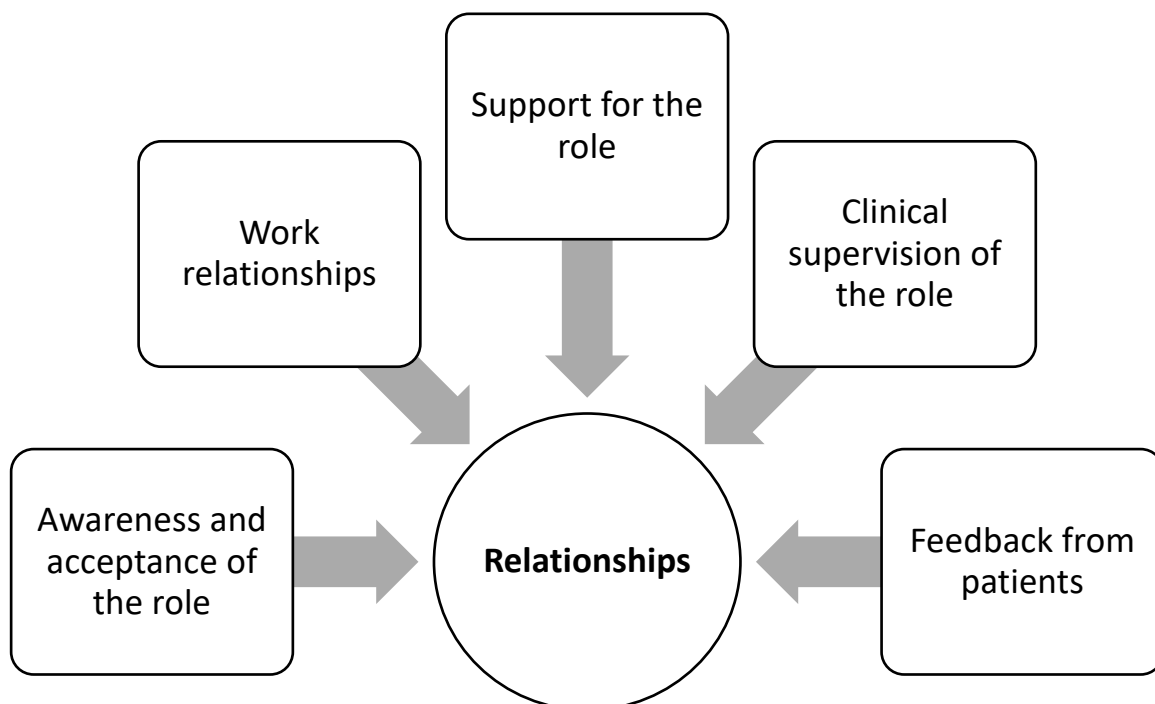 Support for the
role
Work
relationships
Clinical
supervision of
the role
Awareness and
acceptance of
the role
Relationships
Feedback from
patients